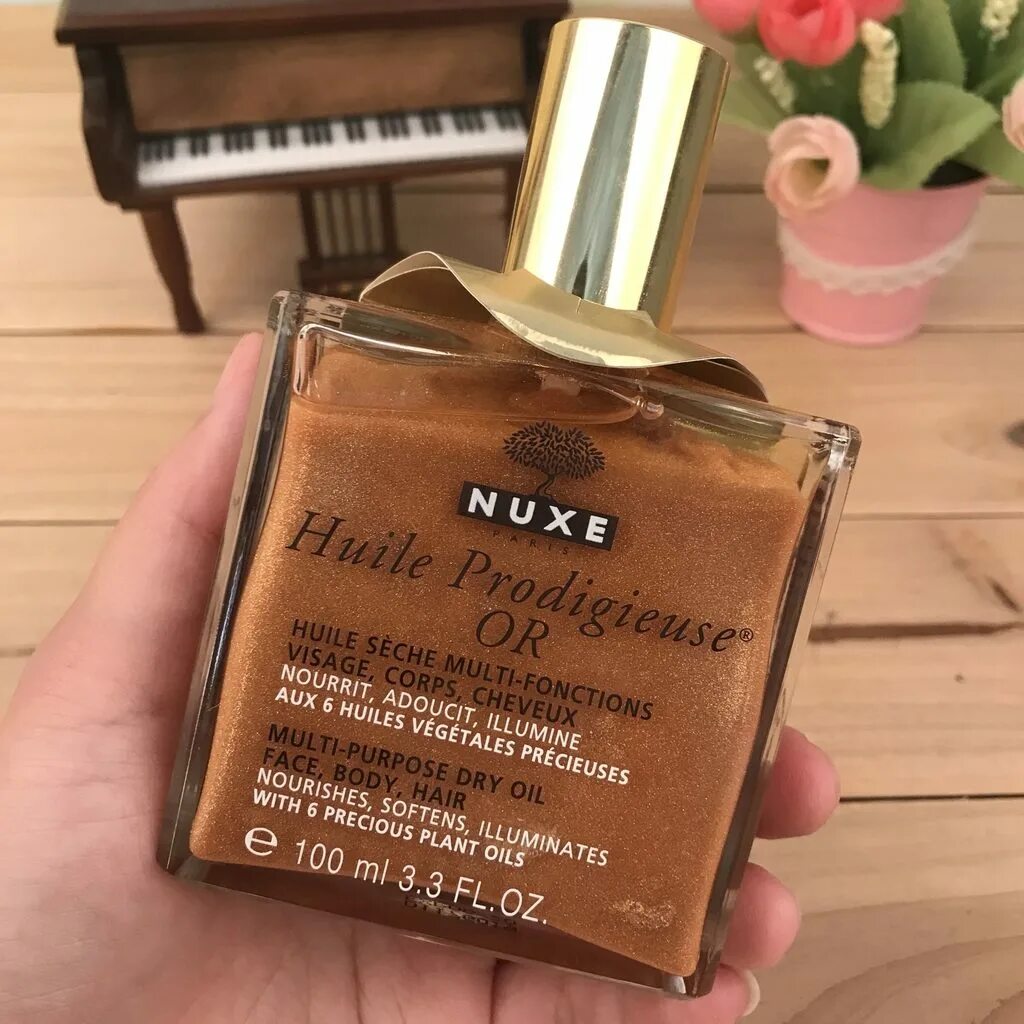 NUXE
PARIS
Huile Prodigieuse®
OR
HUILE SÈCHE MULTI-FONCTIONS
VISAGE, CORPS, CHEVEUX
NOURRIT, ADOUCIT, ILLUMINE
AUX 6 HUILES VÉGÉTALES PRÉCIEUSES
MULTI-PURPOSE DRY OIL
FACE, BODY, HAIR
NOURISHES, SOFTENS, ILLUMINATES
WITH 6 PRECIOUS PLANT OILS
℮ 100 ml 3.3 FL.OZ.